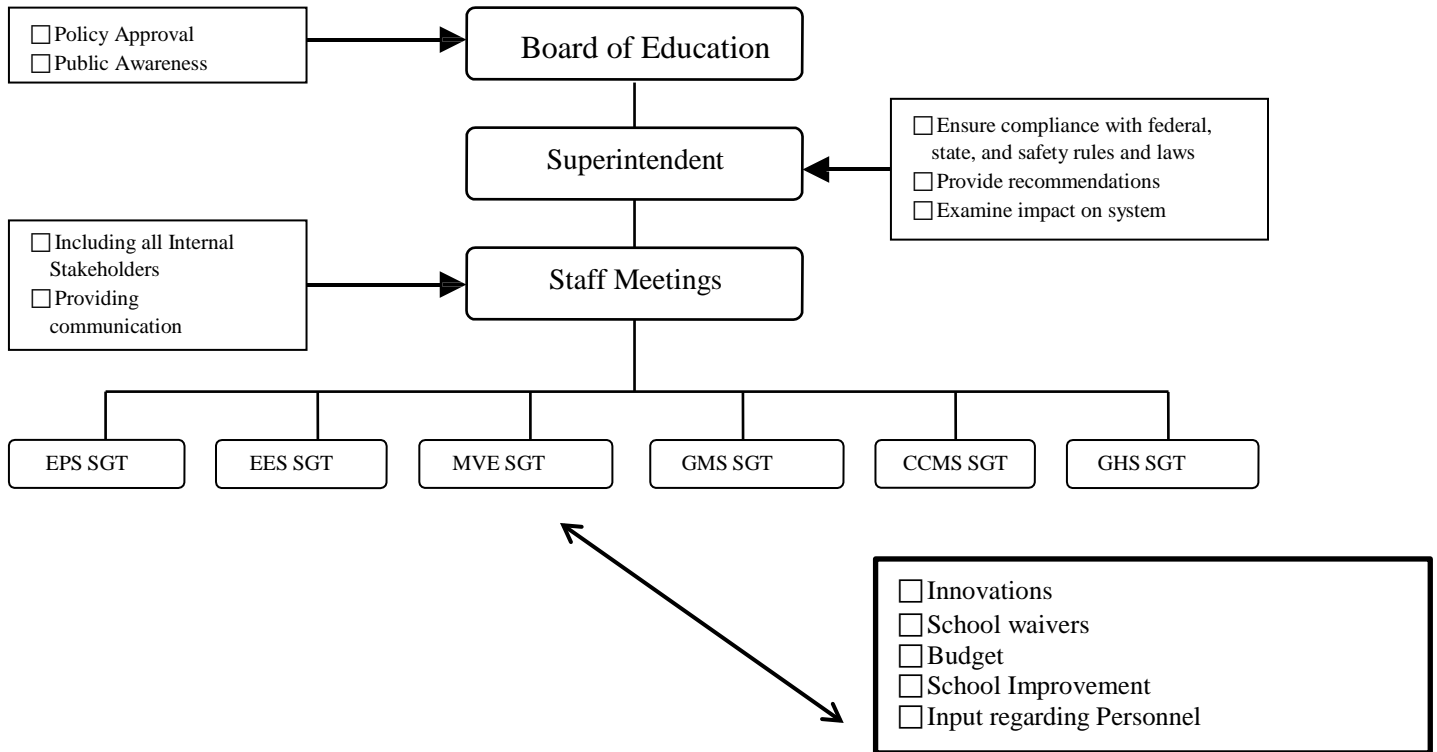 ☐ Policy Approval
☐ Public Awareness
Board of Education
Superintendent
☐ Ensure compliance with federal,
state, and safety rules and laws
☐ Provide recommendations
☐ Examine impact on system
☐ Including all Internal
Stakeholders
☐ Providing
communication
Staff Meetings
EPS SGT
EES SGT
MVE SGT
GMS SGT
CCMS SGT
GHS SGT
☐ Innovations
☐ School waivers
☐ Budget
☐ School Improvement
☐ Input regarding Personnel